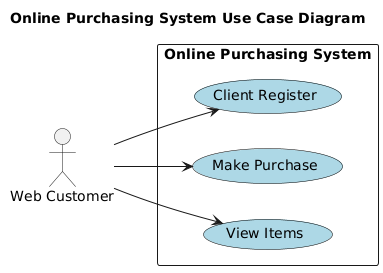 Online Purchasing System Use Case Diagram
Online Purchasing System
Client Register
Make Purchase
Web Customer
View Items